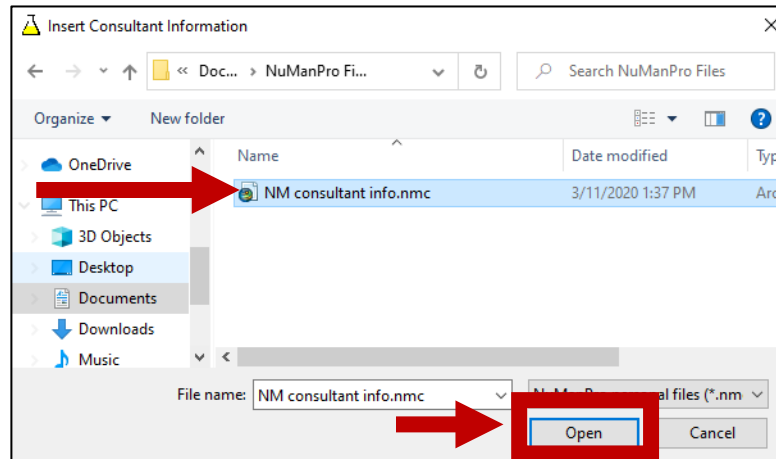 Insert Consultant Information
« Doc... › NuManPro Fi...
Search NuManPro Files
Organize
New folder
?
Name
Date modified
Typ
OneDrive
NM consultant info.nmc
3/11/2020 1:37 PM
Arc
This PC
3D Objects
Desktop
Documents
Downloads
Music
File name:
NM consultant info.nmc
al files (*.nm
Open
Cancel